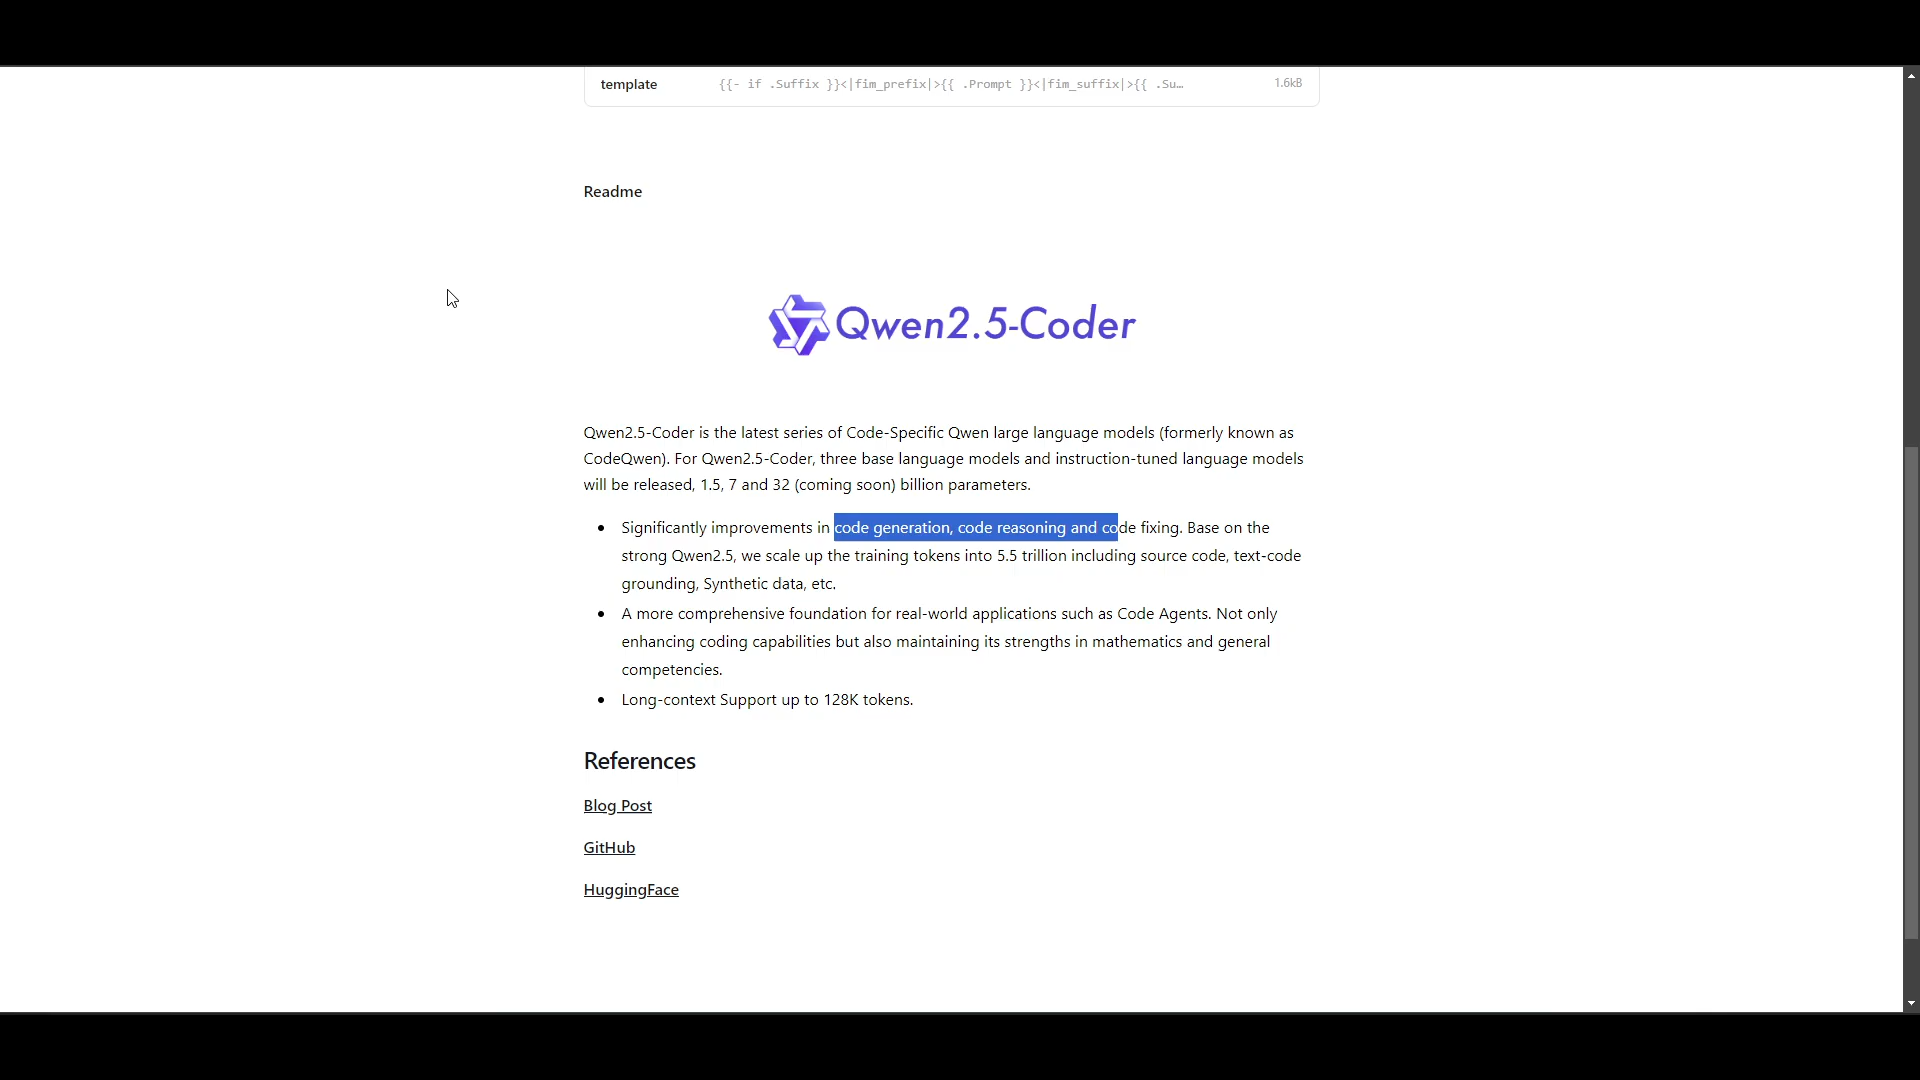 template {{- if .Suffix }}<|fim_prefix|>{{ .Prompt }}<|fim_suffix|>{{ .Su… 1.6kB
Readme
Qwen2.5-Coder
Qwen2.5-Coder is the latest series of Code-Specific Qwen large language models (formerly known as
CodeQwen). For Qwen2.5-Coder, three base language models and instruction-tuned language models
will be released, 1.5, 7 and 32 (coming soon) billion parameters.
• Significantly improvements in code generation, code reasoning and code fixing. Base on the
strong Qwen2.5, we scale up the training tokens into 5.5 trillion including source code, text-code
grounding, Synthetic data, etc.
• A more comprehensive foundation for real-world applications such as Code Agents. Not only
enhancing coding capabilities but also maintaining its strengths in mathematics and general
competencies.
• Long-context Support up to 128K tokens.
References
Blog Post
GitHub
HuggingFace